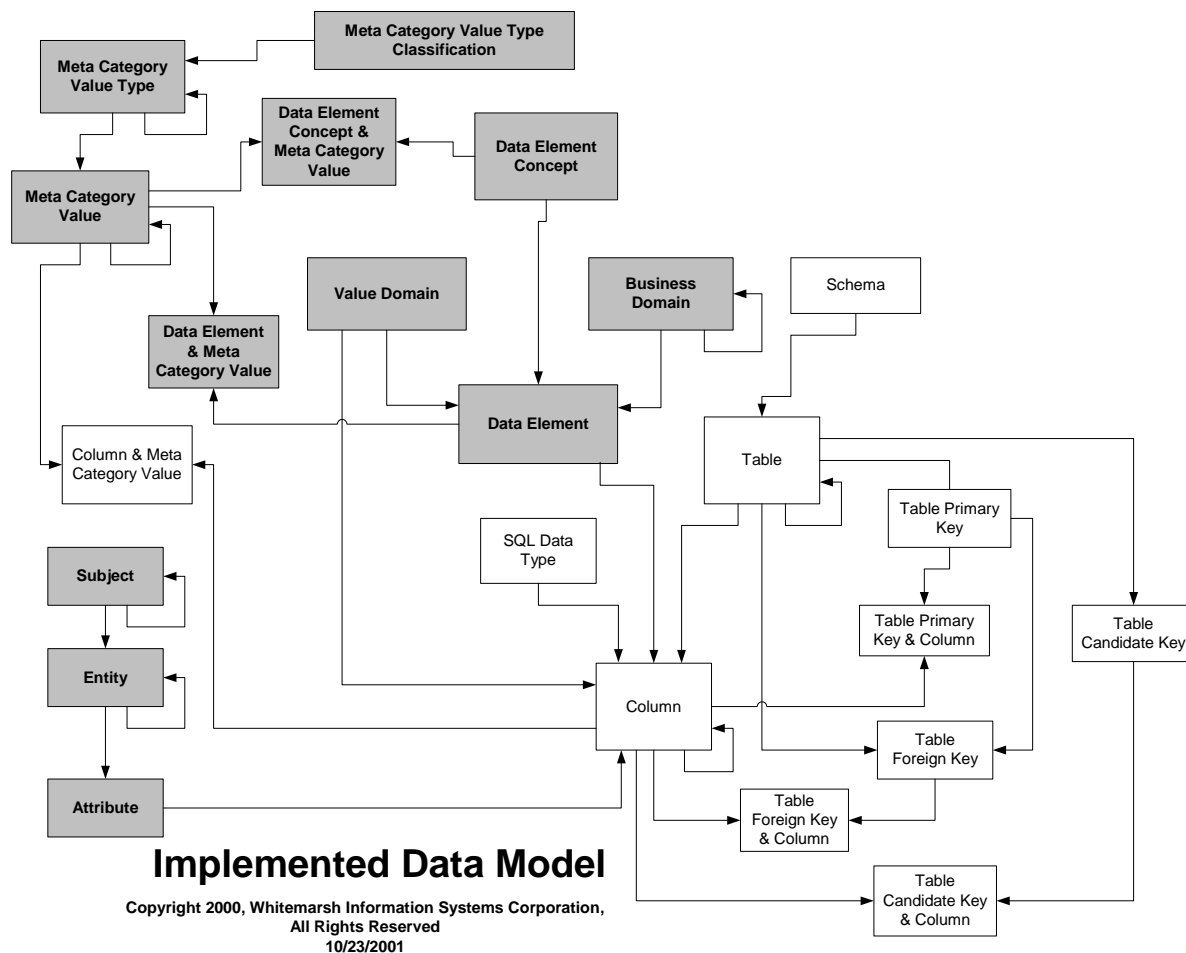 Meta Category Value Type
Classification
Meta Category
Value Type
Data Element
Concept &
Meta Category
Value
Data Element
Concept
Meta Category
Value
Value Domain
Business
Domain
Schema
Data Element
& Meta
Category Value
Data Element
Column & Meta
Category Value
Table
Table Primary
Key
SQL Data
Type
Subject
Table Primary
Key & Column
Table
Candidate Key
Entity
Column
Table
Foreign Key
Attribute
Table
Foreign Key
& Column
Implemented Data Model
Table
Candidate Key
& Column
Copyright 2000, Whitemarsh Information Systems Corporation,
All Rights Reserved
10/23/2001